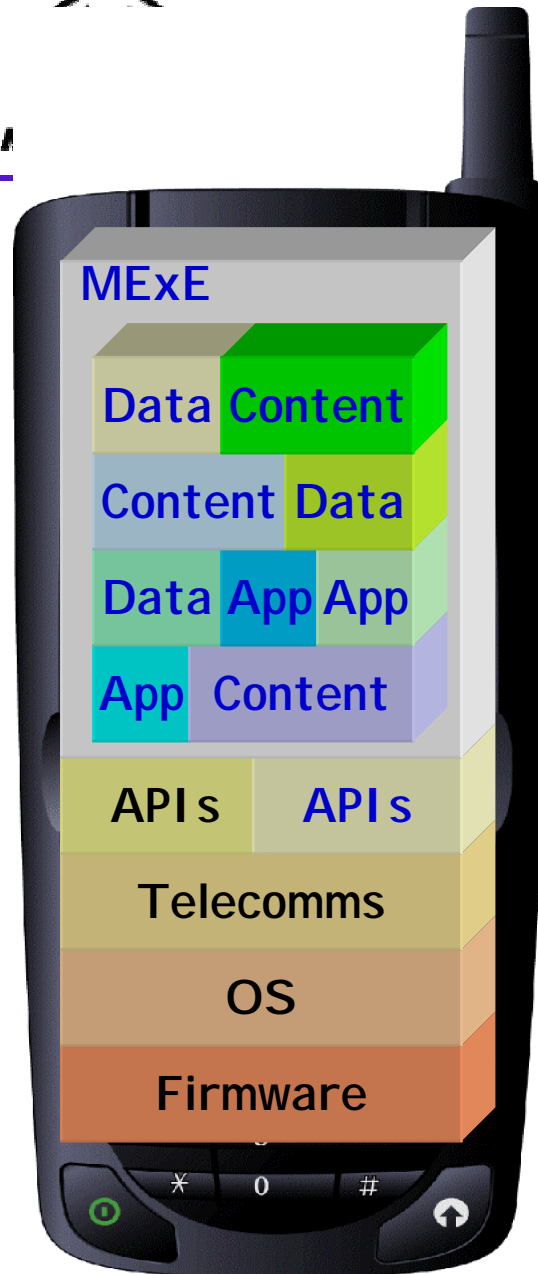 MExE
Data Content
Content Data
Data App App
App Content
APIs APIs
Telecomms
OS
Firmware
* 0 #